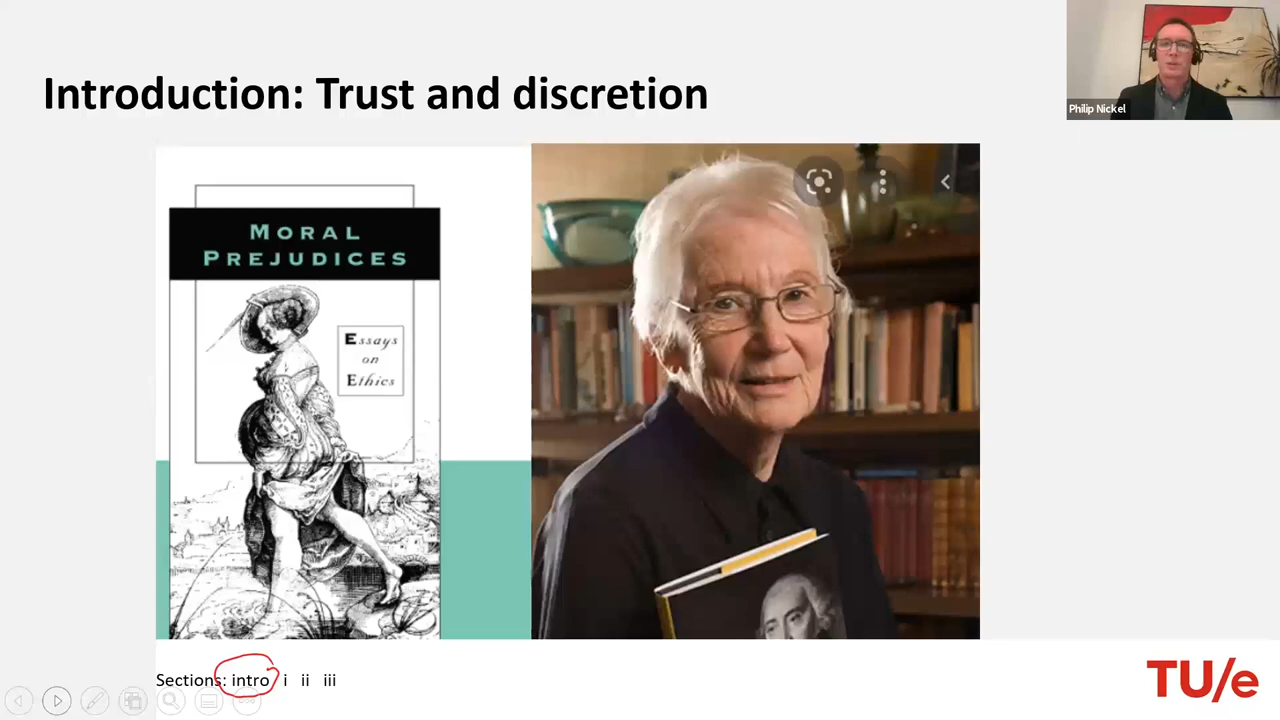 Introduction: Trust and discretion
Philip Nickel
MORAL
PREJUDICES
Essays
on
Ethics
Sections: intro i ii iii
TU/e